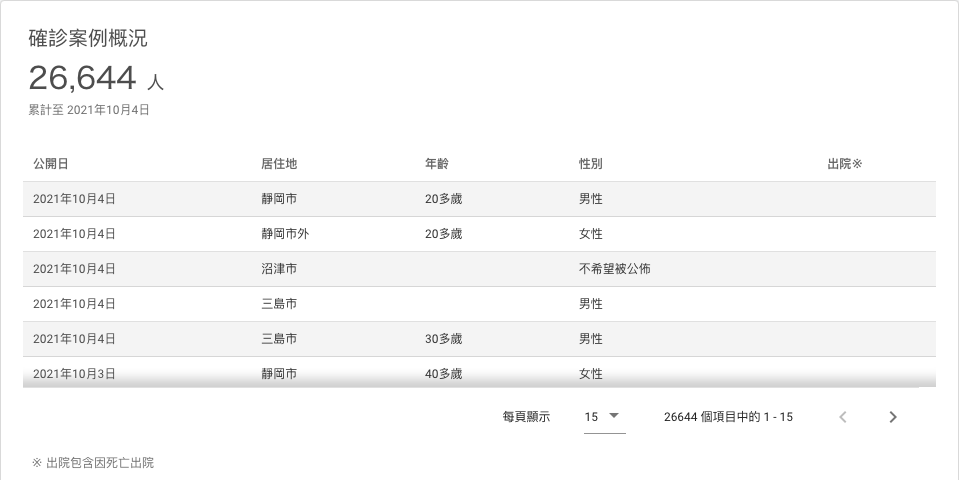 確診案例概況
26,644 人
累計至 2021年10月4日
公開日 居住地 年齡 性別 出院※
2021年10月4日 靜岡市 20多歲 男性
2021年10月4日 靜岡市外 20多歲 女性
2021年10月4日 沼津市 不希望被公佈
2021年10月4日 三島市 男性
2021年10月4日 三島市 30多歲 男性
2021年10月3日 靜岡市 40多歲 女性
每頁顯示 15 26644 個項目中的 1 - 15
※ 出院包含因死亡出院